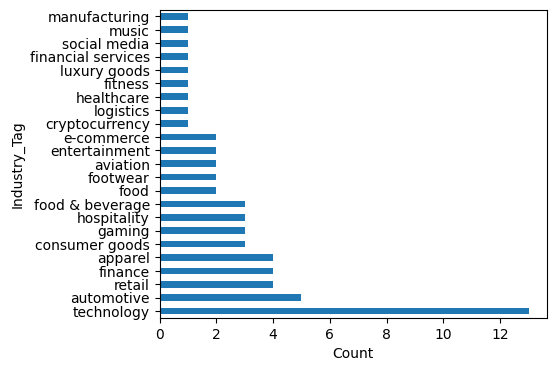 manufacturing
music
social media
financial services
luxury goods
fitness
healthcare
logistics
cryptocurrency
e-commerce
entertainment
aviation
footwear
food
food & beverage
hospitality
gaming
consumer goods
apparel
finance
retail
automotive
technology
Industry_Tag
0 2 4 6 8 10 12
Count